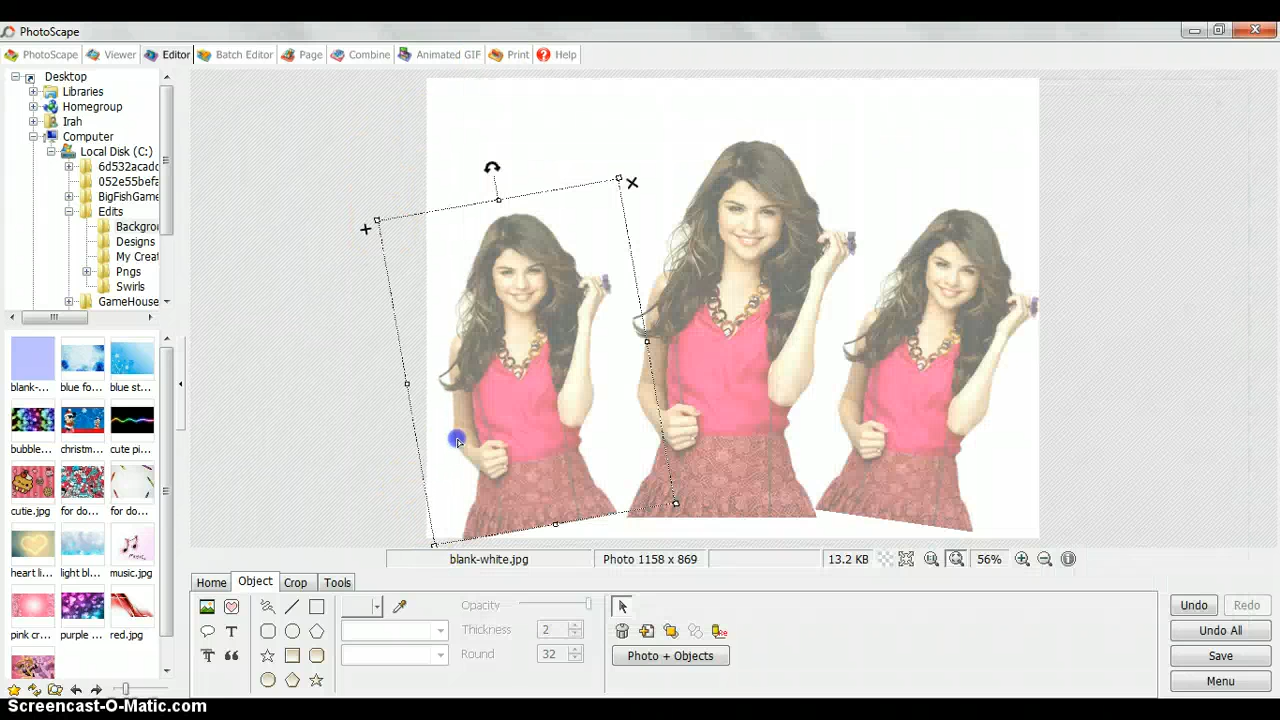 PhotoScape
PhotoScape Viewer Editor Batch Editor Page Combine Animated GIF Print Help
Desktop
Libraries
Homegroup
Irah
Computer
Local Disk (C:)
BigFishGame
Edits
Designs
My Creat
Pngs
Swirls
GameHouse
blank-... blue fo... blue st...
bubble... christm... cute pi...
cutie.jpg for do... for do...
heart li... light bl... music.jpg
pink cr... purple ... red.jpg
blank-white.jpg Photo 1158 x 869 13.2 KB 56%
Home Object Crop Tools
Opacity
Thickness 2
Round 32
Photo + Objects
Undo Redo
Undo All
Save
Menu
Screencast-O-Matic.com